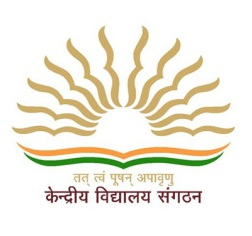 तत् त्वं पूषन् अपावृणु
केन्द्रीय विद्यालय संगठन